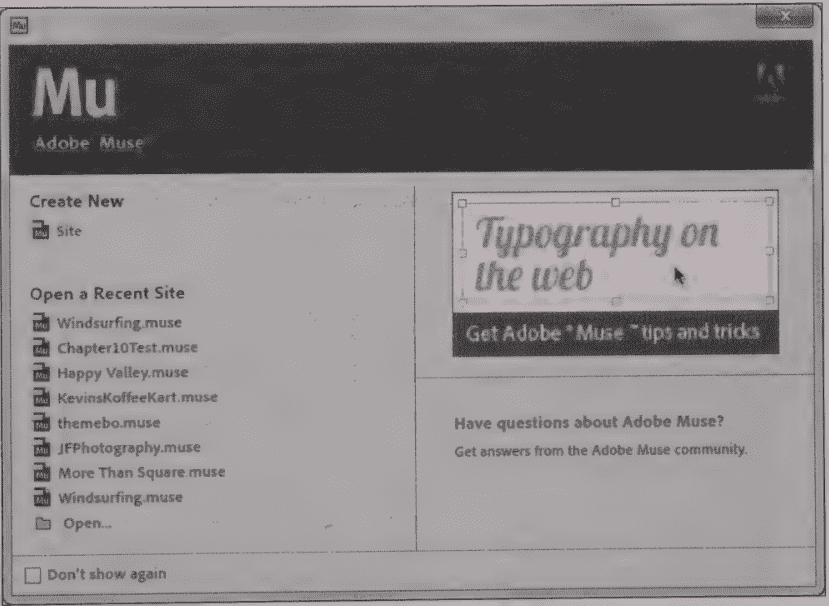 Mu
Mu
Adobe Muse
Create New
Site
Open a Recent Site
Windsurfing.muse
Chapter10Test.muse
Happy Valley.muse
KevinsKoffeeKart.muse
themebo.muse
JFPhotography.muse
More Than Square.muse
Windsurfing.muse
Open...
Don't show again
Typography on
the web
Get Adobe® Muse™ tips and tricks
Have questions about Adobe Muse?
Get answers from the Adobe Muse community.